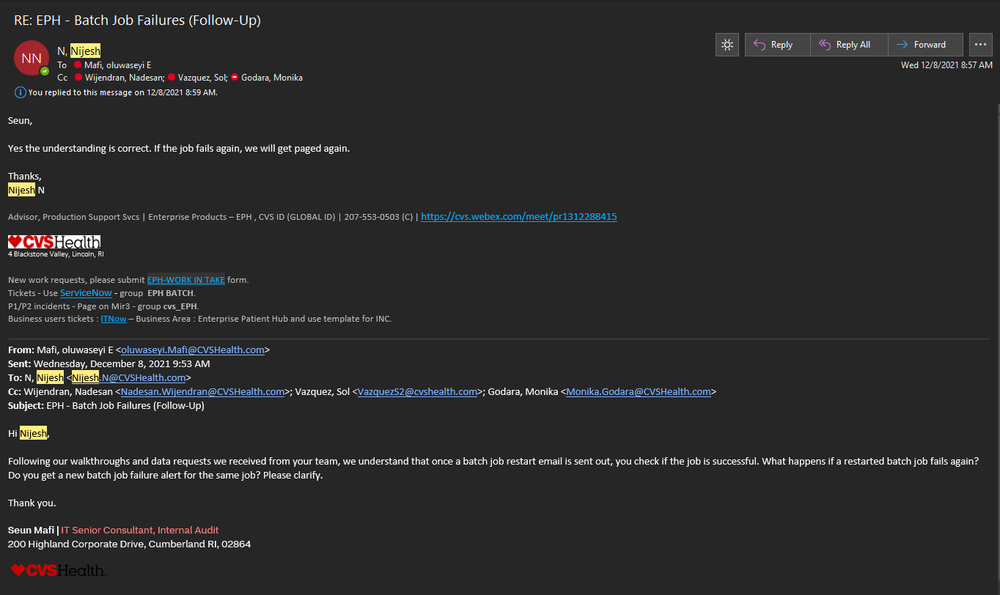 RE: EPH - Batch Job Failures (Follow-Up)
NN
N, Nijesh
To Mafi, oluwaseyi E
Cc Wijendran, Nadesan; Vazquez, Sol; Godara, Monika
Reply
Reply All
Forward
Wed 12/8/2021 8:57 AM
You replied to this message on 12/8/2021 8:59 AM.
Seun,
Yes the understanding is correct. If the job fails again, we will get paged again.
Thanks,
Nijesh N
Advisor, Production Support Svcs | Enterprise Products – EPH , CVS ID (GLOBAL ID) | 207-553-0503 (C) | https://cvs.webex.com/meet/pr1312288415
CVSHealth
4 Blackstone Valley, Lincoln, RI
New work requests, please submit EPH-WORK IN TAKE form.
Tickets - Use ServiceNow - group EPH BATCH.
P1/P2 incidents - Page on Mir3 - group cvs_EPH.
Business users tickets : ITNow – Business Area : Enterprise Patient Hub and use template for INC.
From: Mafi, oluwaseyi E <oluwaseyi.Mafi@CVSHealth.com>
Sent: Wednesday, December 8, 2021 9:53 AM
To: N, Nijesh <Nijesh.N@CVSHealth.com>
Cc: Wijendran, Nadesan <Nadesan.Wijendran@CVSHealth.com>; Vazquez, Sol <VazquezS2@cvshealth.com>; Godara, Monika <Monika.Godara@CVSHealth.com>
Subject: EPH - Batch Job Failures (Follow-Up)
Hi Nijesh,
Following our walkthroughs and data requests we received from your team, we understand that once a batch job restart email is sent out, you check if the job is successful. What happens if a restarted batch job fails again?
Do you get a new batch job failure alert for the same job? Please clarify.
Thank you.
Seun Mafi | IT Senior Consultant, Internal Audit
200 Highland Corporate Drive, Cumberland RI, 02864
CVSHealth.